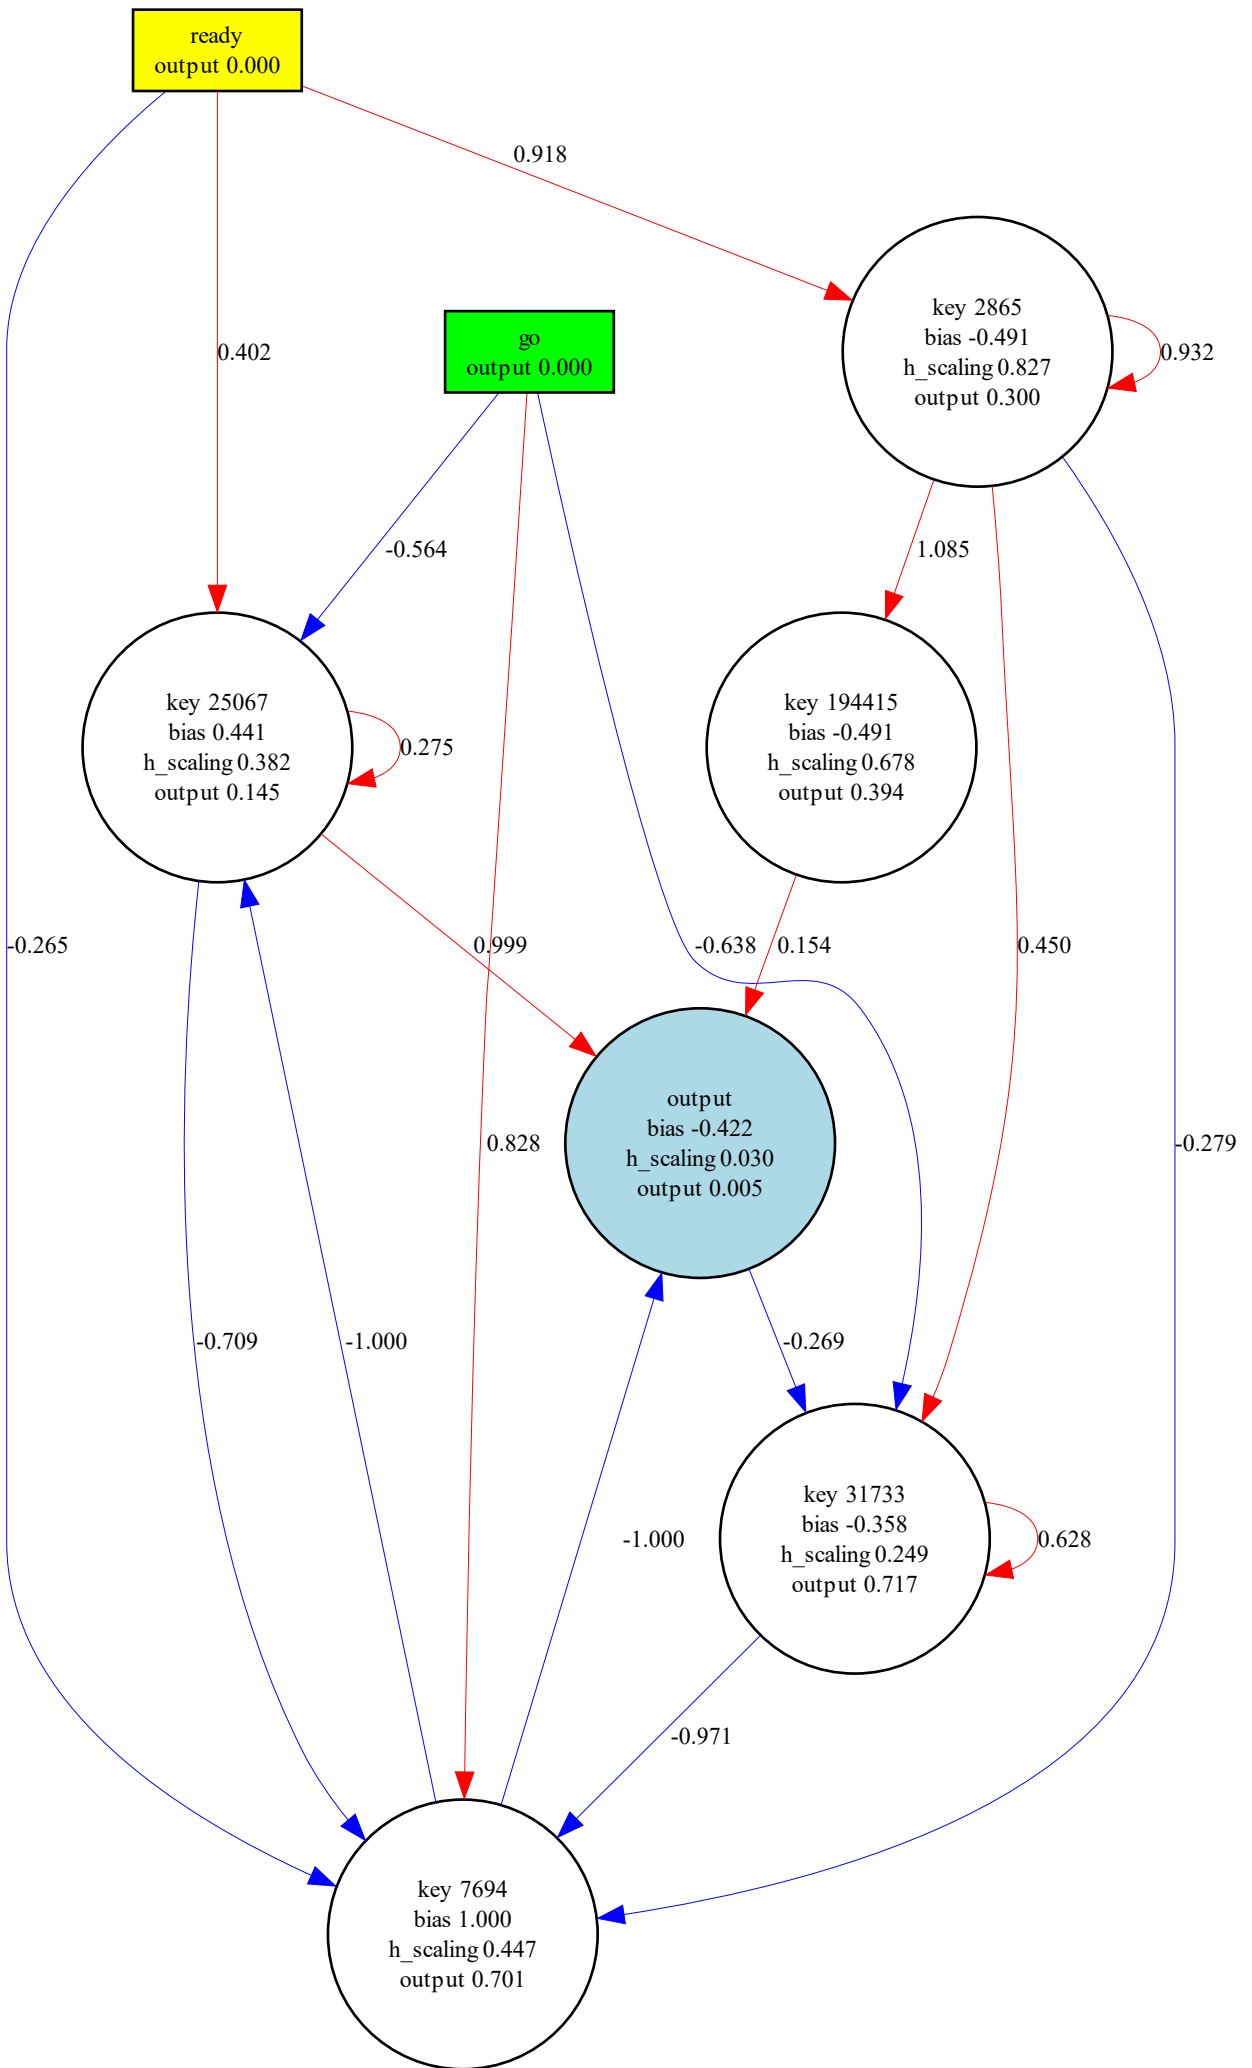 ready
output 0.000
0.918
go
output 0.000
key 2865
bias -0.491
h_scaling 0.827
output 0.300
0.402
0.932
-0.564
1.085
key 25067
bias 0.441
h_scaling 0.382
output 0.145
0.275
key 194415
bias -0.491
h_scaling 0.678
output 0.394
-0.265
0.999
-0.638
0.154
0.450
output
bias -0.422
h_scaling 0.030
output 0.005
0.828
-0.279
-0.709
-1.000
-0.269
key 31733
bias -0.358
h_scaling 0.249
output 0.717
-1.000
0.628
-0.971
key 7694
bias 1.000
h_scaling 0.447
output 0.701